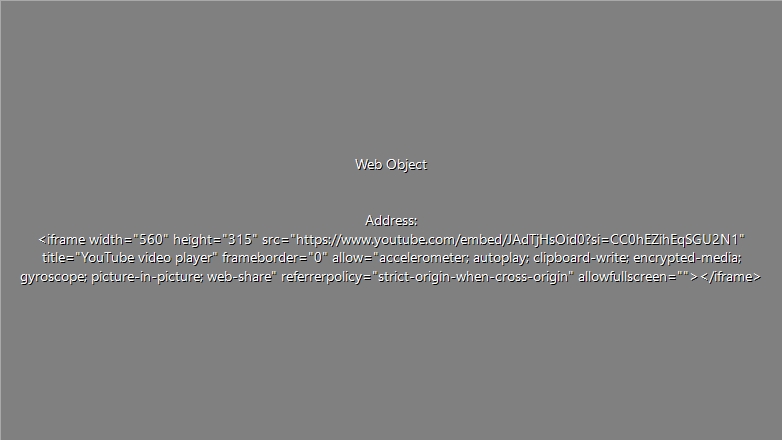 Web Object
Address:
<iframe width="560" height="315" src="https://www.youtube.com/embed/JAdTjHsOid0?si=CC0hEZihEqSGU2N1"
title="YouTube video player" frameborder="0" allow="accelerometer; autoplay; clipboard-write; encrypted-media;
gyroscope; picture-in-picture; web-share" referrerpolicy="strict-origin-when-cross-origin" allowfullscreen=""></iframe>